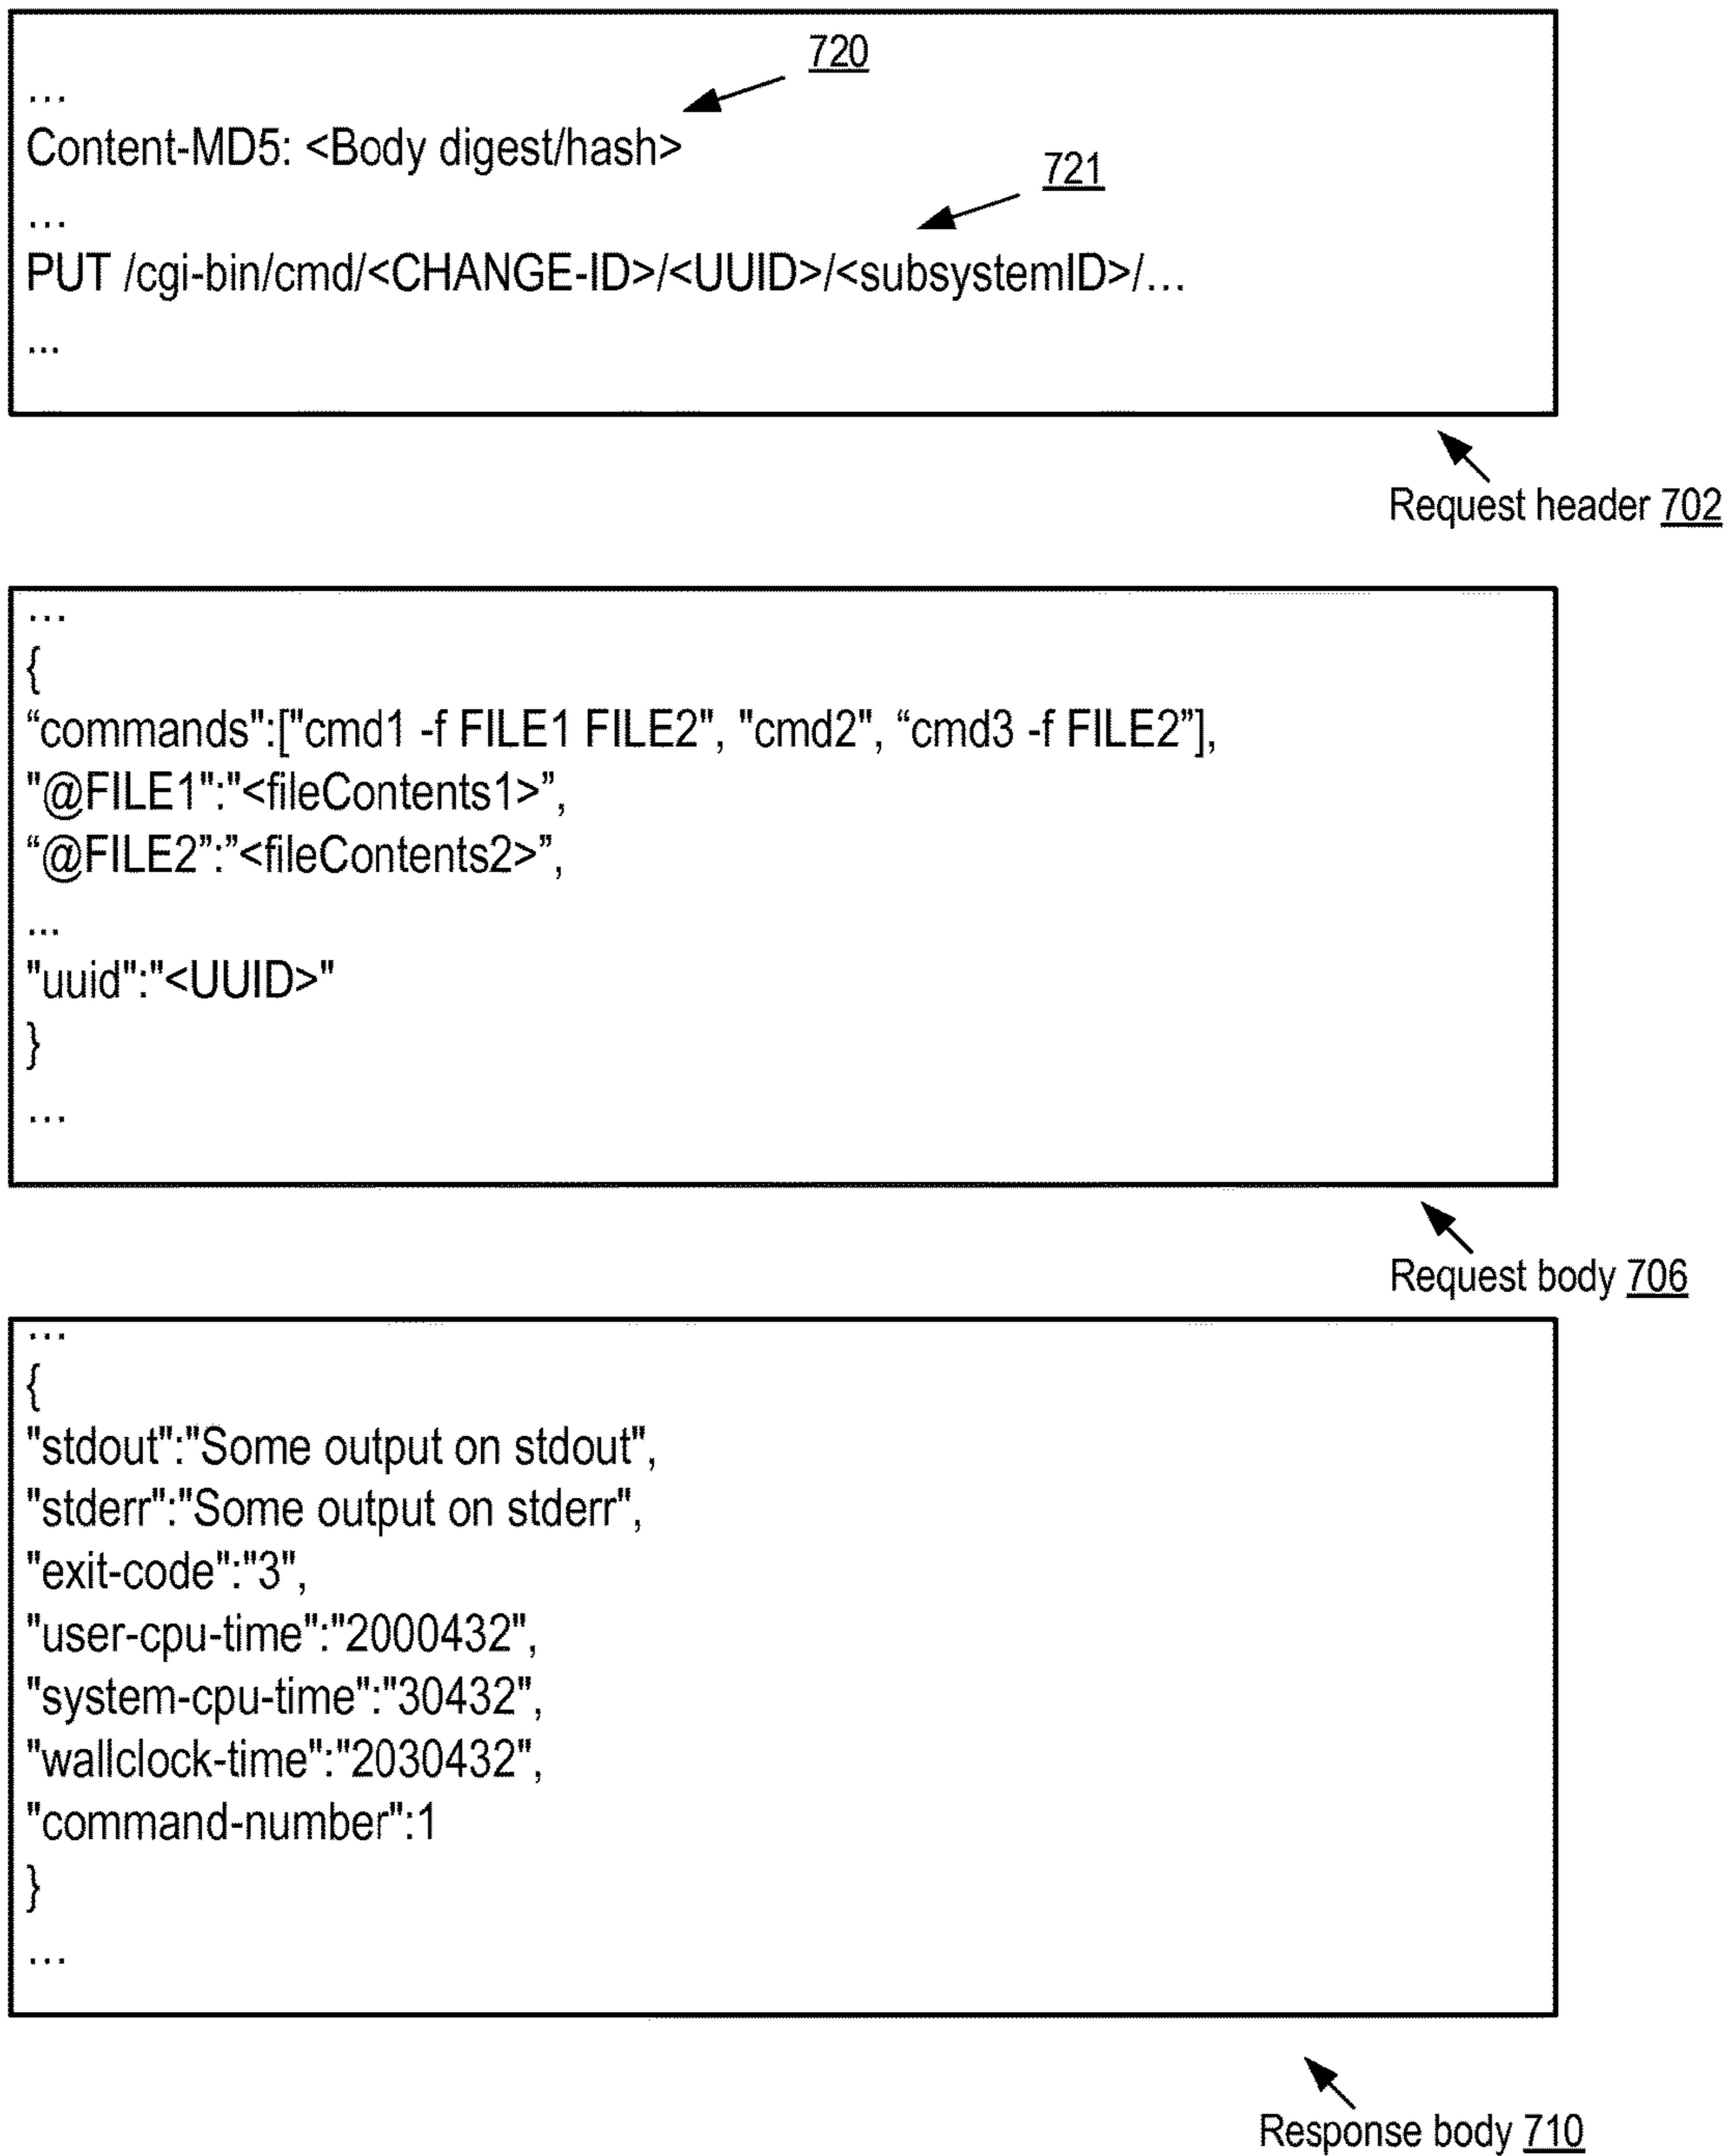 720
…
Content-MD5: <Body digest/hash>
721
…
PUT /cgi-bin/cmd/<CHANGE-ID>/<UUID>/<subsystemID>/…
...
Request header 702
…
{
“commands":["cmd1 -f FILE1 FILE2", "cmd2", “cmd3 -f FILE2”],
"@FILE1":"<fileContents1>”,
“@FILE2”:”<fileContents2>”,
...
"uuid":"<UUID>"
}
…
Request body 706
…
{
"stdout":"Some output on stdout",
"stderr":"Some output on stderr",
"exit-code":"3",
"user-cpu-time":"2000432",
"system-cpu-time":"30432",
"wallclock-time":"2030432",
"command-number":1
}
…
Response body 710